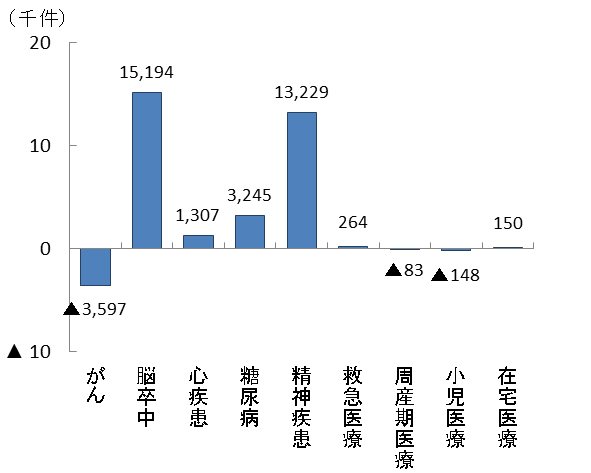 （千件）
20
10
0
▲ 10
▲3,597
15,194
1,307
3,245
13,229
264
▲83
▲148
150
がん
脳卒中
心疾患
糖尿病
精神疾患
救急医療
周産期医療
小児医療
在宅医療